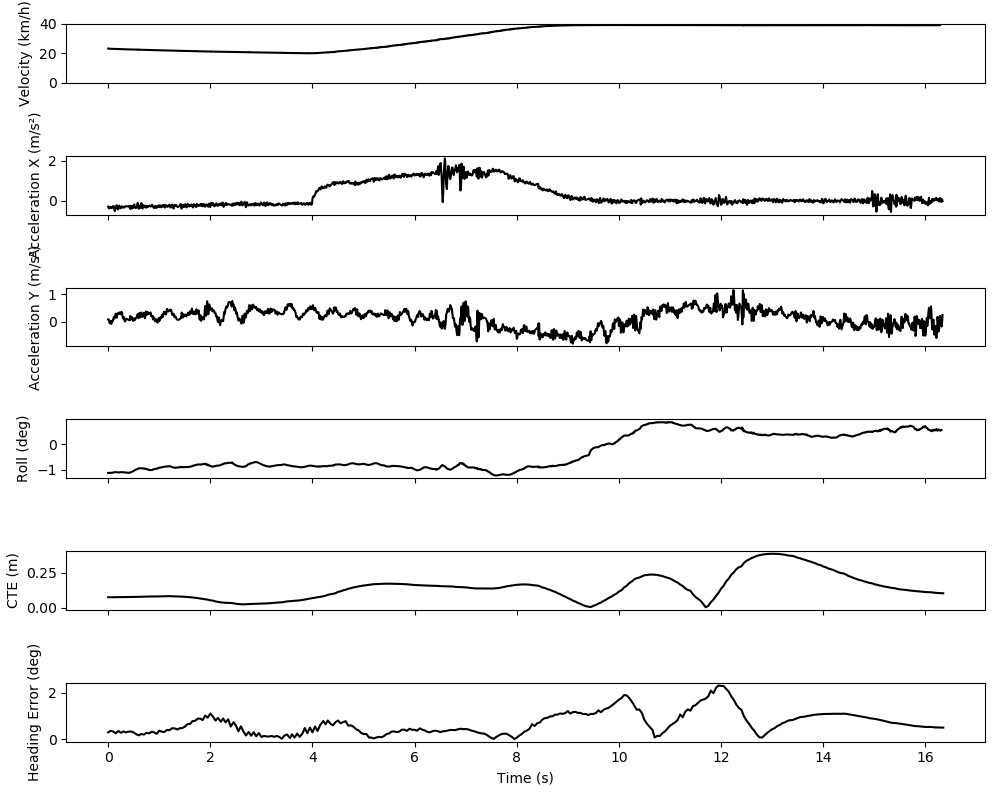 Velocity (km/h)
40
20
0
Acceleration X (m/s²)
2
0
Acceleration Y (m/s²)
1
0
Roll (deg)
0
−1
CTE (m)
0.25
0.00
Heading Error (deg)
2
0
0 2 4 6 8 10 12 14 16
Time (s)